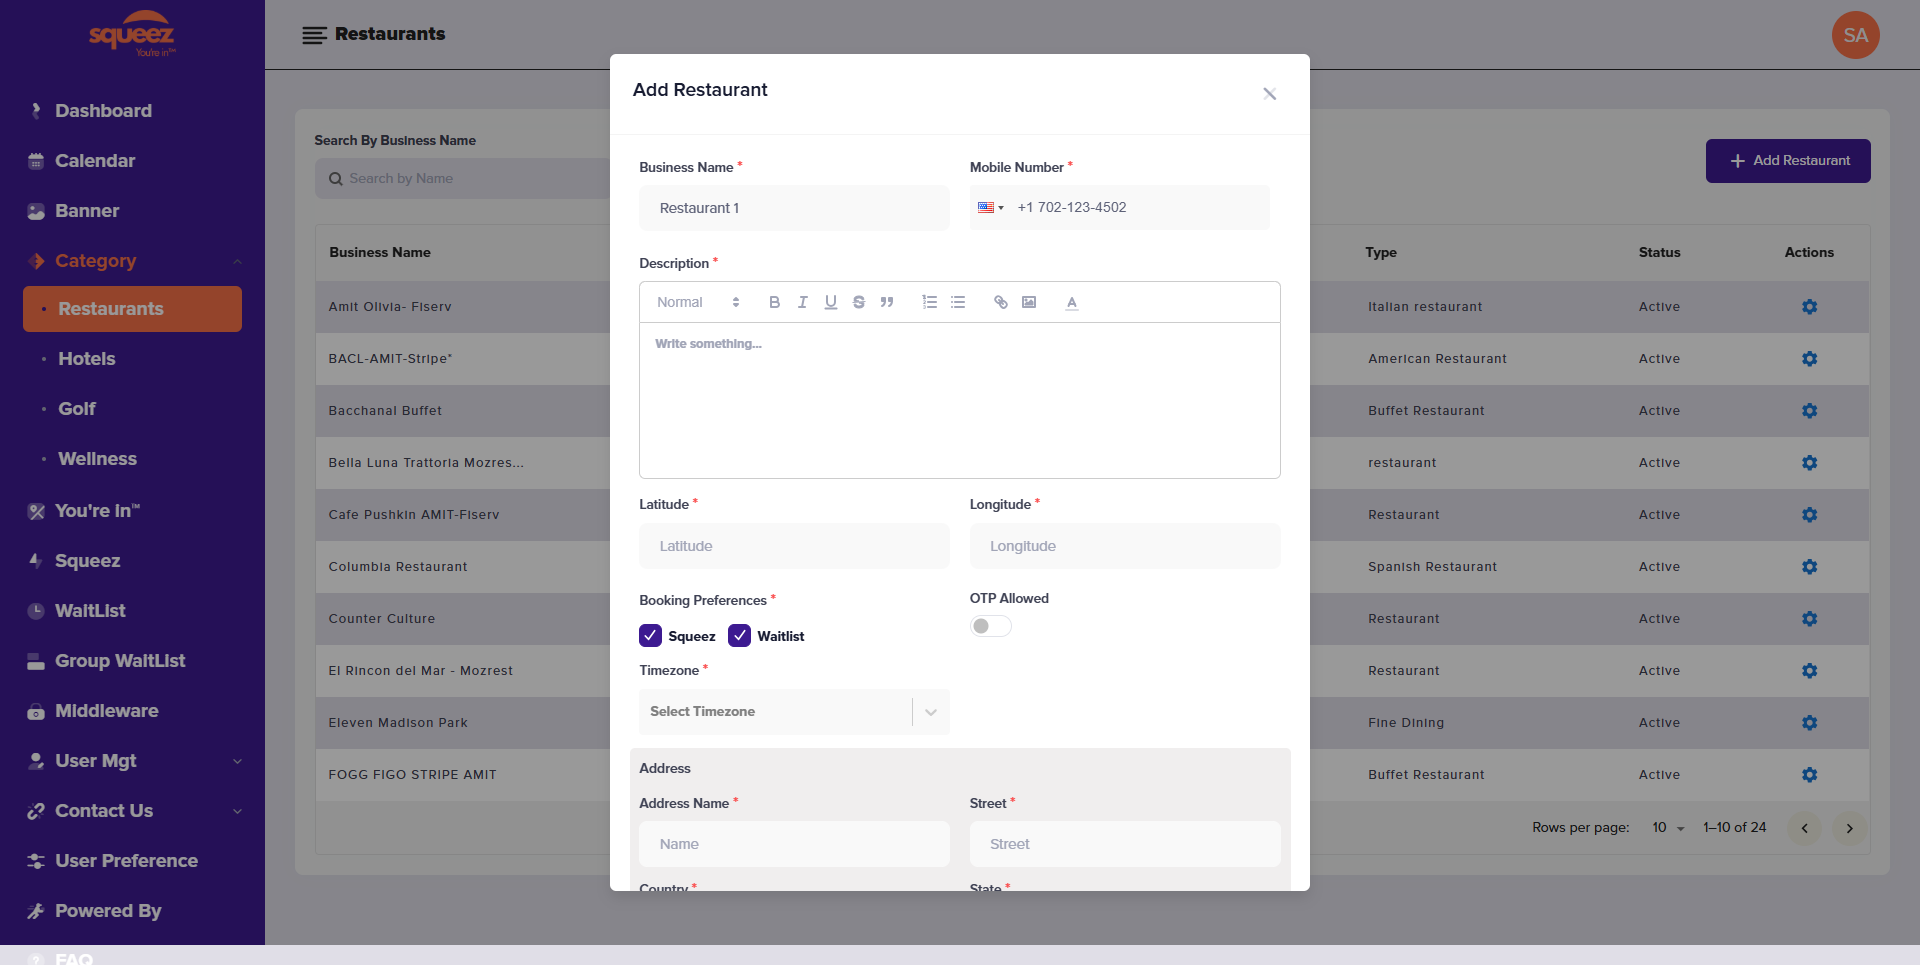 squeez
You're in™
Dashboard
Calendar
Banner
Category
Restaurants
Hotels
Golf
Wellness
You're In™
Squeez
WaitList
Group WaitList
Middleware
User Mgt
Contact Us
User Preference
Powered By
FAQ
Restaurants
SA
Search By Business Name
Search by Name
+ Add Restaurant
Business Name Type Status Actions
Amit Olivia- Fiserv Italian restaurant Active
BACL-AMIT-Stripe* American Restaurant Active
Bacchanal Buffet Buffet Restaurant Active
Bella Luna Trattoria Mozres... restaurant Active
Cafe Pushkin AMIT-Fiserv Restaurant Active
Columbia Restaurant Spanish Restaurant Active
Counter Culture Restaurant Active
El Rincon del Mar - Mozrest Restaurant Active
Eleven Madison Park Fine Dining Active
FOGG FIGO STRIPE AMIT Buffet Restaurant Active
Rows per page: 10 1–10 of 24
Add Restaurant
Business Name * Mobile Number *
Restaurant 1 +1 702-123-4502
Description *
Normal B I U S A
Write something...
Latitude * Longitude *
Latitude Longitude
Booking Preferences * OTP Allowed
Squeez Waitlist
Timezone *
Select Timezone
Address
Address Name * Street *
Name Street
Country * State *